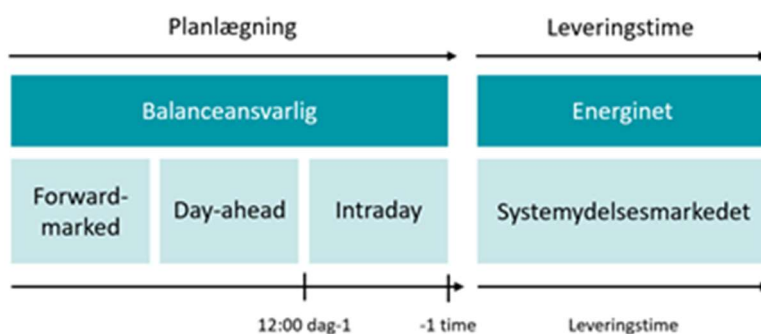 Planlægning
Leveringstime
Balanceansvarlig
Energinet
Forward-
marked
Day-ahead
Intraday
Systemydelsesmarkedet
12:00 dag-1
-1 time
Leveringstime